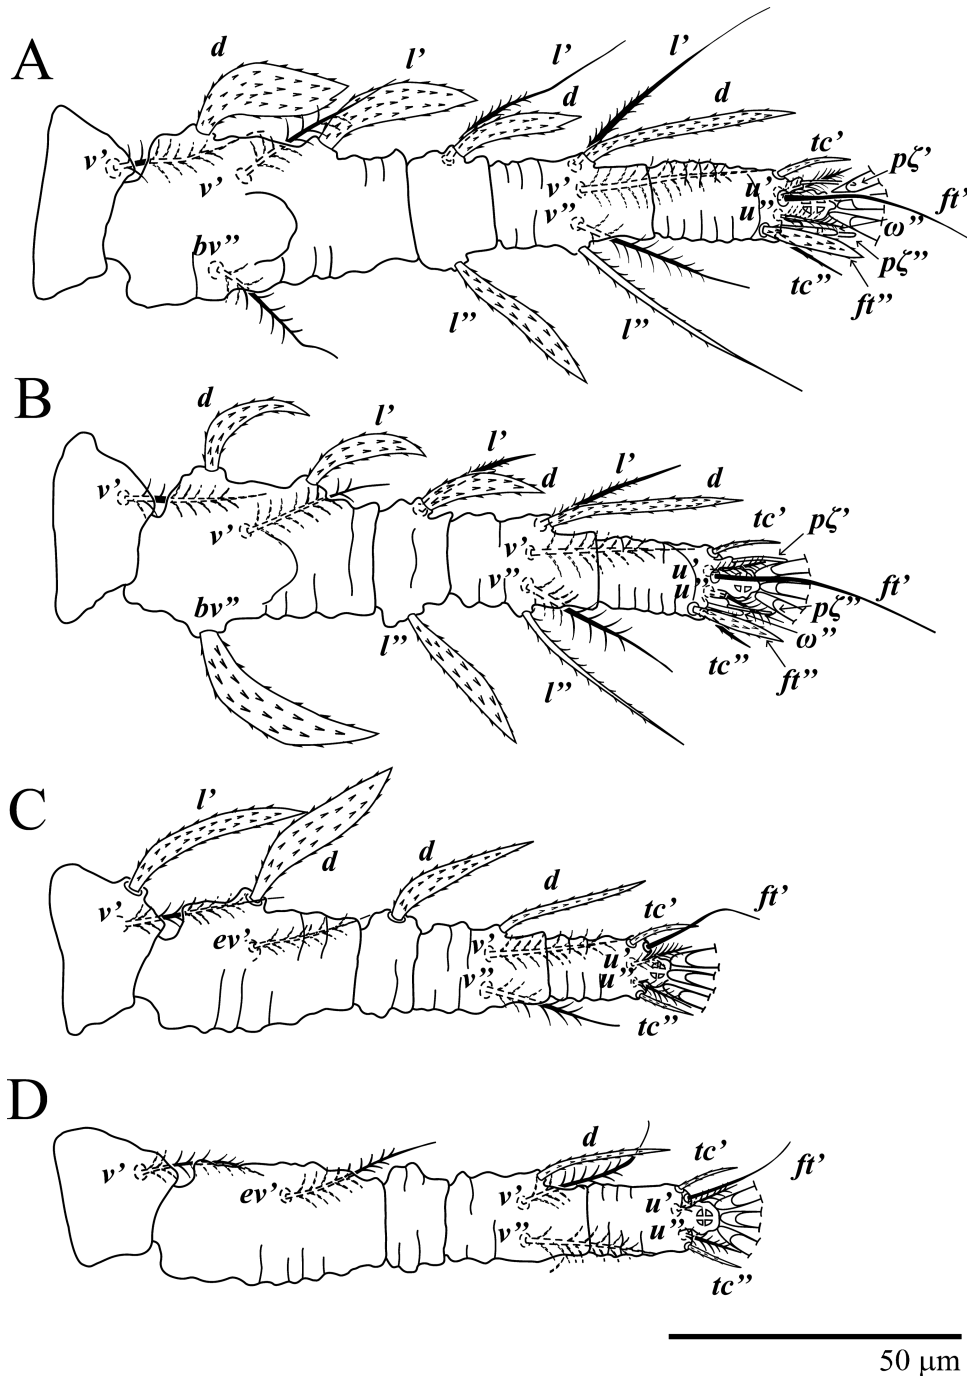 A
d
l’
l’
l’
d
d
v’
v’
v’
v’’
bv’’
l’’
l’’
tc’
pζ’
u’
ft’
u’’
ω’’
pζ’’
tc’’
ft’’
B
d
l’
l’
d
l’
d
v’
v’
v’
v’’
bv’’
l’’
l’’
tc’
pζ’
u’
u’’
ft’
pζ’’
ω’’
tc’’
ft’’
C
l’
d
d
d
tc’
ft’
v’
ev’
v’
v’’
u’
u’’
tc’’
D
v’
ev’
d
tc’
ft’
v’
v’’
u’
u’’
tc’’
50 μm